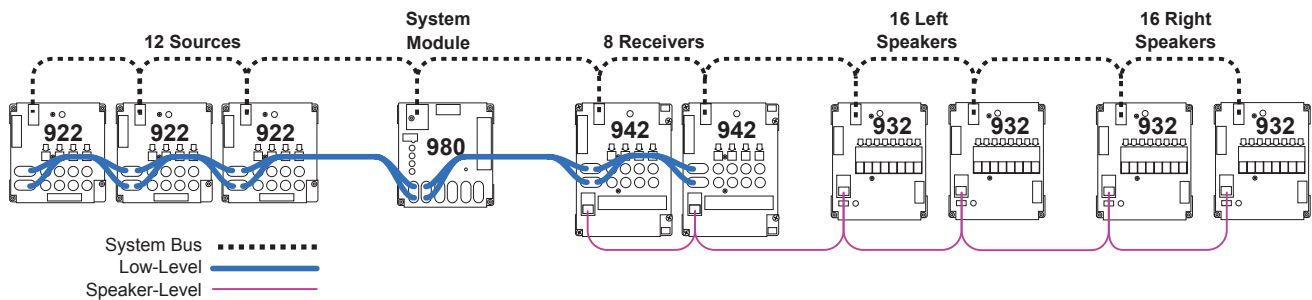 12 Sources
System
Module
8 Receivers
16 Left
Speakers
16 Right
Speakers
922
922
922
980
942
942
932
932
932
932
System Bus
Low-Level
Speaker-Level